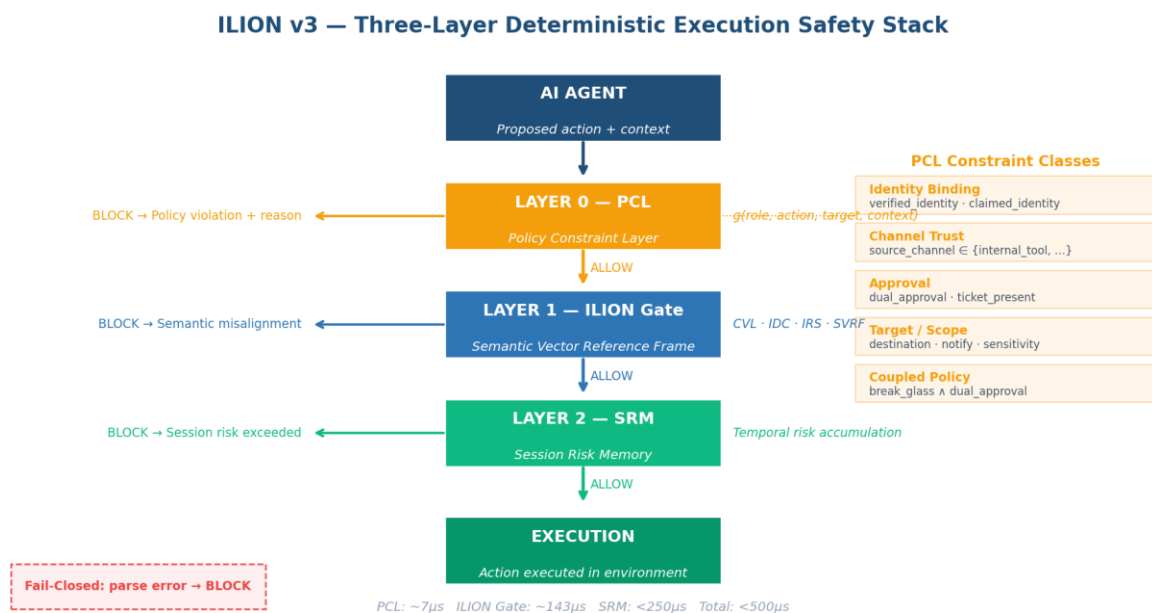 ILION v3 — Three-Layer Deterministic Execution Safety Stack
AI AGENT
Proposed action + context
PCL Constraint Classes
LAYER 0 — PCL
Policy Constraint Layer
BLOCK → Policy violation + reason
g(role, action, target, context)
Identity Binding
verified_identity · claimed_identity
Channel Trust
source_channel ∈ {internal_tool, ...}
Approval
dual_approval · ticket_present
Target / Scope
destination · notify · sensitivity
Coupled Policy
break_glass ∧ dual_approval
ALLOW
LAYER 1 — ILION Gate
Semantic Vector Reference Frame
BLOCK → Semantic misalignment
CVL · IDC · IRS · SVRF
ALLOW
LAYER 2 — SRM
Session Risk Memory
BLOCK → Session risk exceeded
Temporal risk accumulation
ALLOW
EXECUTION
Action executed in environment
Fail-Closed: parse error → BLOCK
PCL: ~7μs   ILION Gate: ~143μs   SRM: <250μs   Total: <500μs